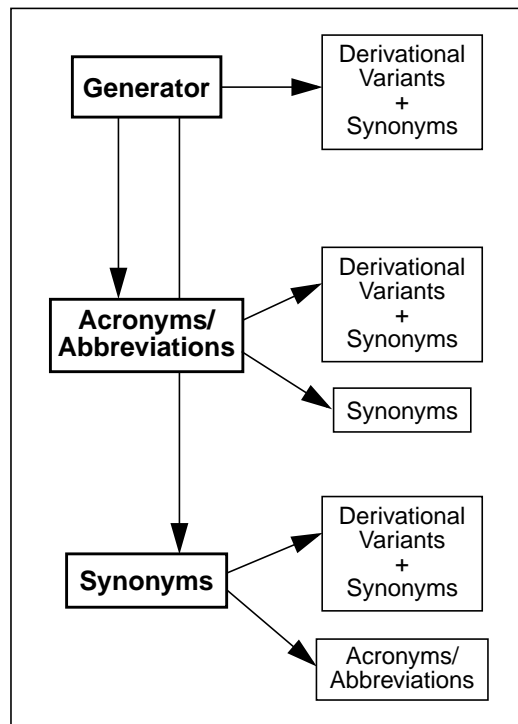 Generator
Derivational
Variants
+
Synonyms
Acronyms/
Abbreviations
Derivational
Variants
+
Synonyms
Synonyms
Synonyms
Derivational
Variants
+
Synonyms
Acronyms/
Abbreviations